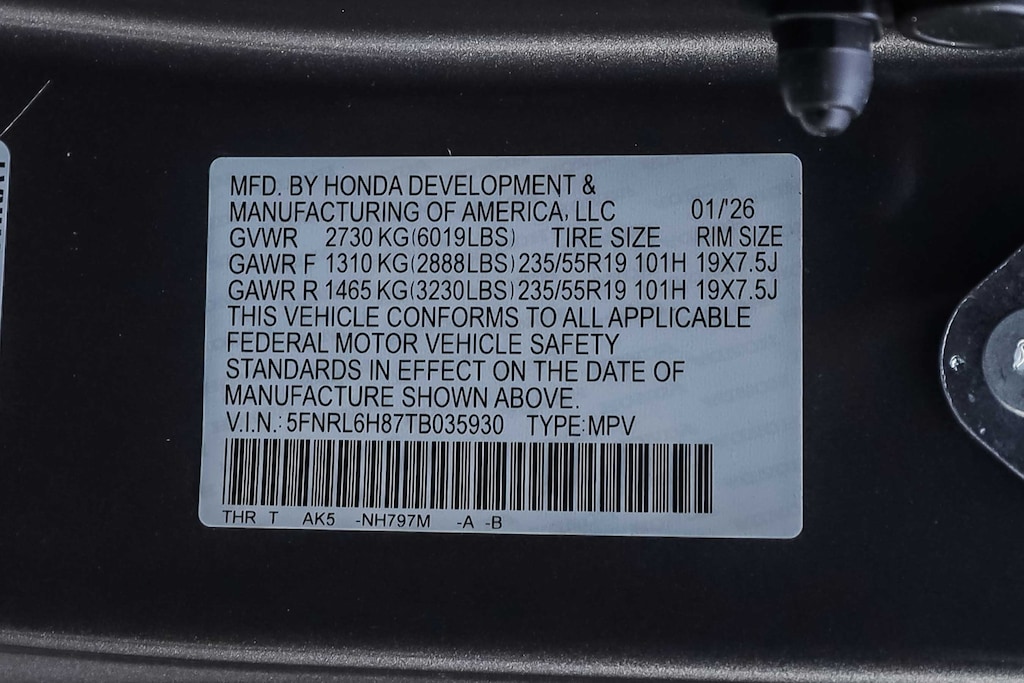 MFD. BY HONDA DEVELOPMENT &
MANUFACTURING OF AMERICA, LLC 01/'26
GVWR 2730 KG(6019LBS) TIRE SIZE RIM SIZE
GAWR F 1310 KG(2888LBS) 235/55R19 101H 19X7.5J
GAWR R 1465 KG(3230LBS) 235/55R19 101H 19X7.5J
THIS VEHICLE CONFORMS TO ALL APPLICABLE
FEDERAL MOTOR VEHICLE SAFETY
STANDARDS IN EFFECT ON THE DATE OF
MANUFACTURE SHOWN ABOVE.
V.I.N.: 5FNRL6H87TB035930 TYPE:MPV
THR T AK5 -NH797M -A -B